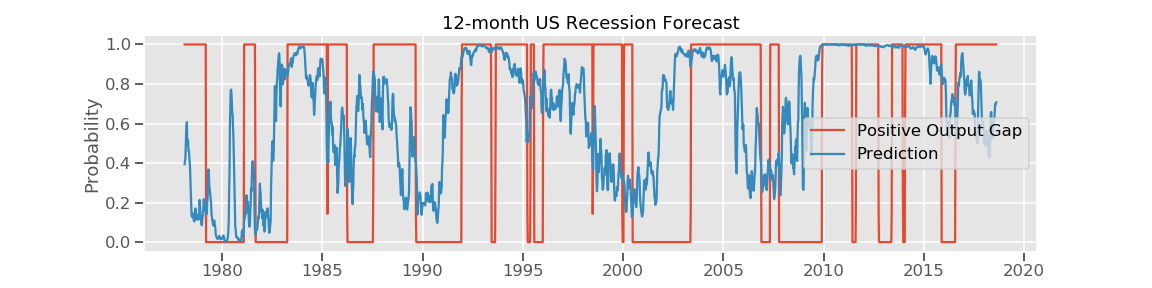 12-month US Recession Forecast
Probability
1.0
0.8
0.6
0.4
0.2
0.0
Positive Output Gap
Prediction
1980 1985 1990 1995 2000 2005 2010 2015 2020